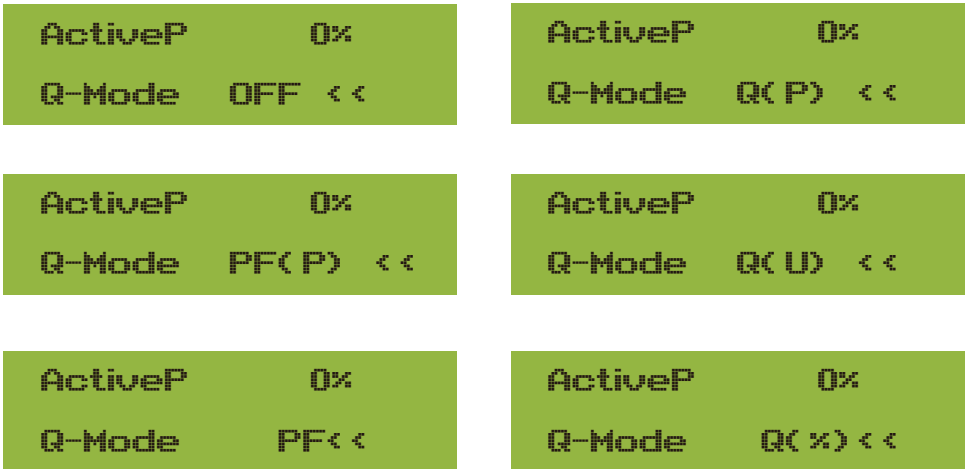 ActiveP 0%
Q-Mode OFF <<
ActiveP 0%
Q-Mode Q(P) <<
ActiveP 0%
Q-Mode PF(P) <<
ActiveP 0%
Q-Mode Q(U) <<
ActiveP 0%
Q-Mode PF<<
ActiveP 0%
Q-Mode Q(%)<<